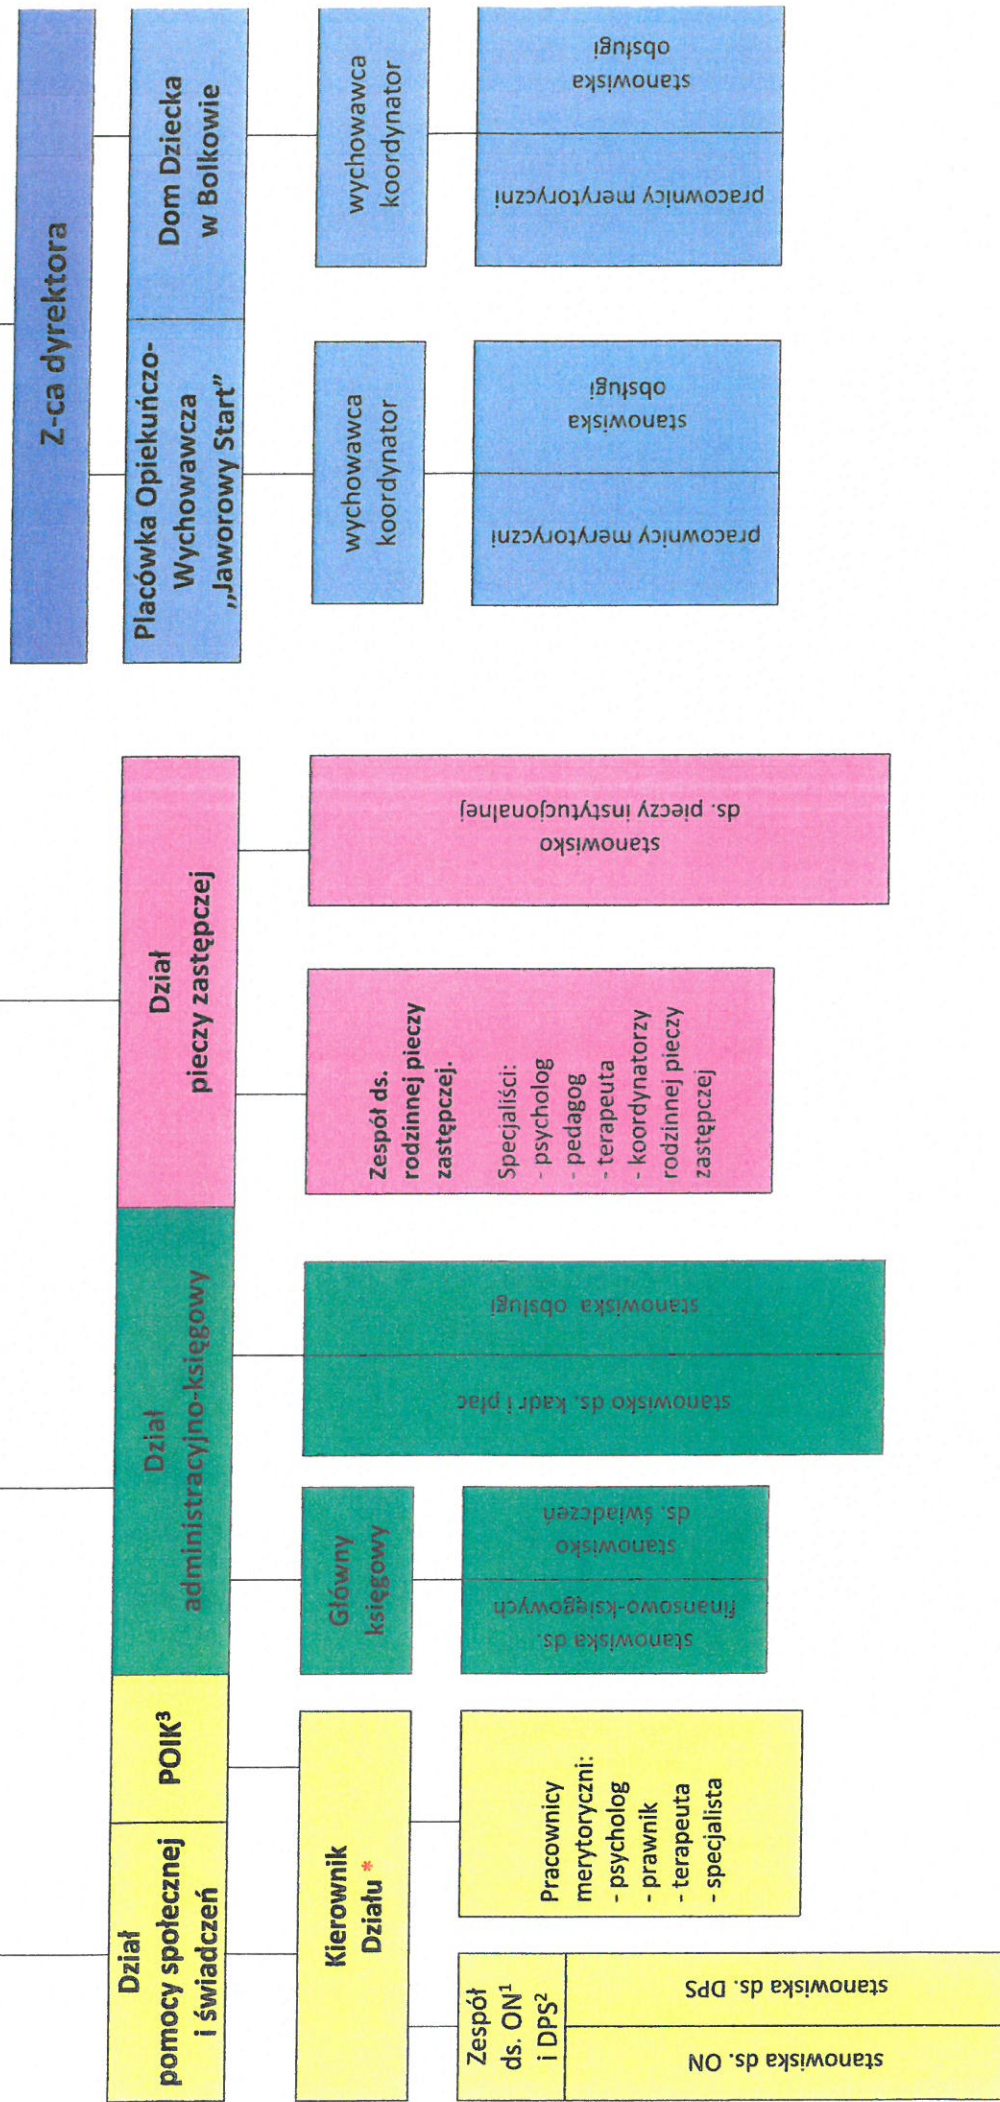 Z-ca dyrektora
Dział
pomocy społecznej
i świadczeń
POIK³
Dział
administracyjno-księgowy
Dział
pieczy zastępczej
Placówka Opiekuńczo-
Wychowawcza
„Jaworowy Start”
Dom Dziecka
w Bolkowie
Kierownik
Działu *
Główny
księgowy
stanowisko ds. kadr i płac
stanowiska obsługi
Zespół ds.
rodzinnej pieczy
zastępczej.
Specjaliści:
- psycholog
- pedagog
- terapeuta
- koordynatorzy
rodzinnej pieczy
zastępczej
stanowisko
ds. pieczy instytucjonalnej
wychowawca
koordynator
wychowawca
koordynator
Zespół
ds. ON¹
i DPS²
stanowiska ds. ON
stanowiska ds. DPS
Pracownicy
merytoryczni:
- psycholog
- prawnik
- terapeuta
- specjalista
stanowiska ds.
finansowo-księgowych
stanowisko
ds. świadczeń
pracownicy merytoryczni
stanowiska
obsługi
pracownicy merytoryczni
stanowiska
obsługi